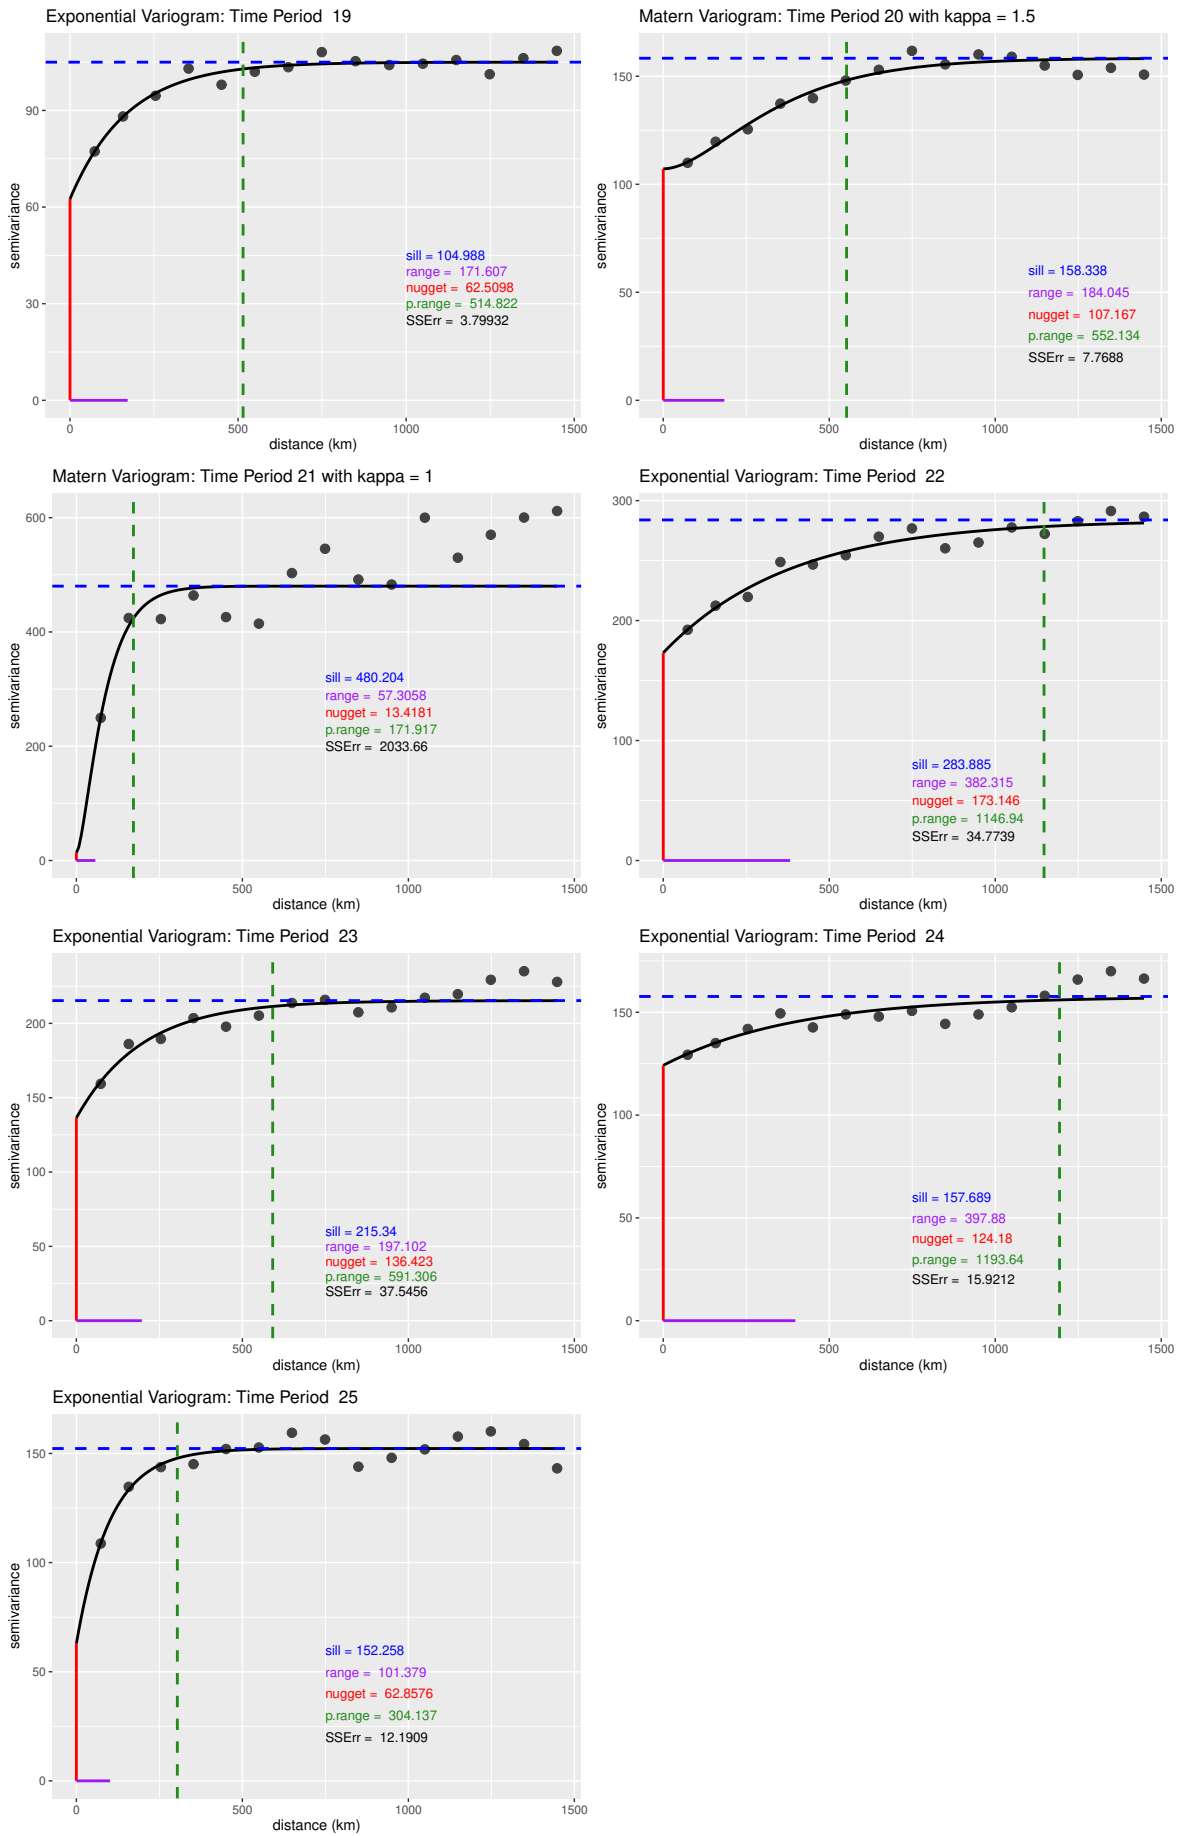 Exponential Variogram: Time Period  19
semivariance
90
60
30
0
sill = 104.988
range =  171.607
nugget =  62.5098
p.range =  514.822
SSErr =  3.79932
0 500 1000 1500
distance (km)
Matern Variogram: Time Period 20 with kappa = 1.5
semivariance
150
100
50
0
sill = 158.338
range =  184.045
nugget =  107.167
p.range =  552.134
SSErr =  7.7688
0 500 1000 1500
distance (km)
Matern Variogram: Time Period 21 with kappa = 1
semivariance
600
400
200
0
sill = 480.204
range =  57.3058
nugget =  13.4181
p.range =  171.917
SSErr =  2033.66
0 500 1000 1500
distance (km)
Exponential Variogram: Time Period  22
semivariance
300
200
100
0
sill = 283.885
range =  382.315
nugget =  173.146
p.range =  1146.94
SSErr =  34.7739
0 500 1000 1500
distance (km)
Exponential Variogram: Time Period  23
semivariance
200
150
100
50
0
sill = 215.34
range =  197.102
nugget =  136.423
p.range =  591.306
SSErr =  37.5456
0 500 1000 1500
distance (km)
Exponential Variogram: Time Period  24
semivariance
150
100
50
0
sill = 157.689
range =  397.88
nugget =  124.18
p.range =  1193.64
SSErr =  15.9212
0 500 1000 1500
distance (km)
Exponential Variogram: Time Period  25
semivariance
150
100
50
0
sill = 152.258
range =  101.379
nugget =  62.8576
p.range =  304.137
SSErr =  12.1909
0 500 1000 1500
distance (km)